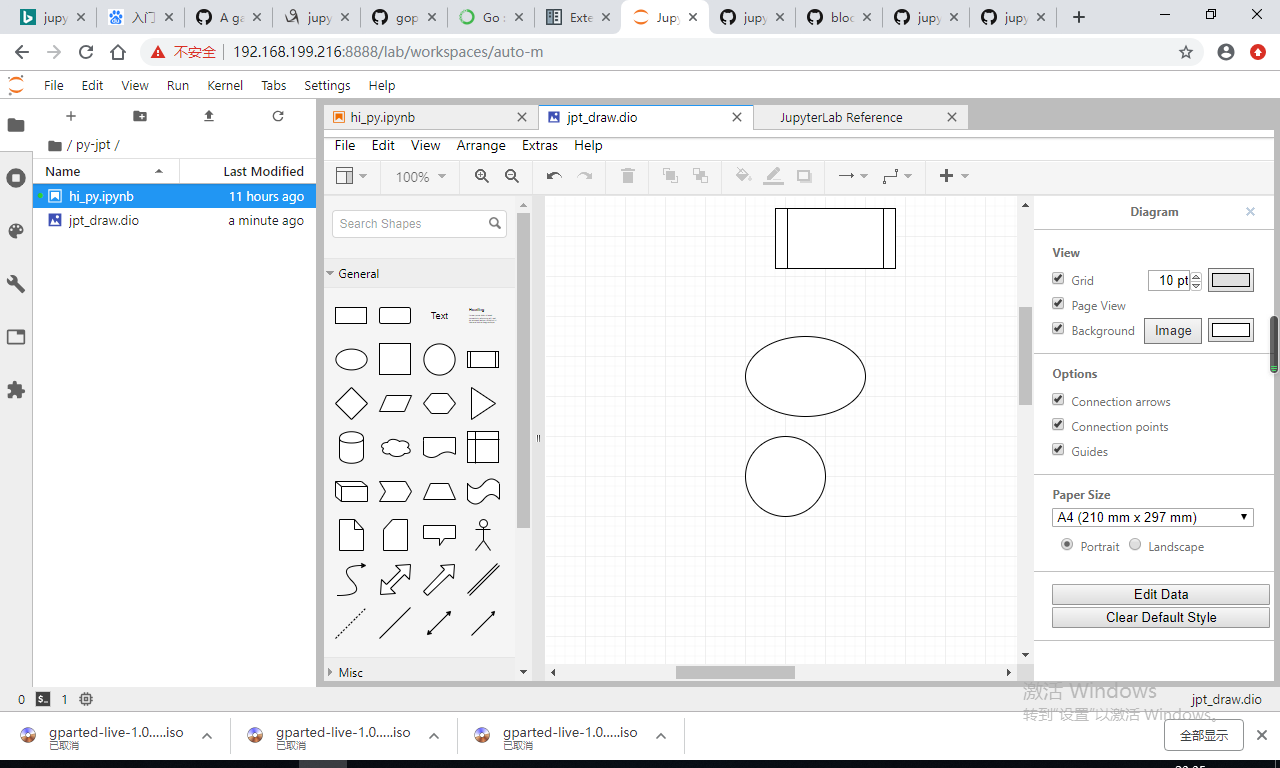 jupy
入门
A ga
jupy
gop
Go :
Exte
Jupy
jupy
bloc
jupy
jupy
不安全 192.168.199.216:8888/lab/workspaces/auto-m
File Edit View Run Kernel Tabs Settings Help
/ py-jpt /
Name Last Modified
hi_py.ipynb 11 hours ago
jpt_draw.dio a minute ago
hi_py.ipynb jpt_draw.dio JupyterLab Reference
File Edit View Arrange Extras Help
100%
Search Shapes
General
Text
Heading
Misc
Diagram
View
Grid 10 pt
Page View
Background Image
Options
Connection arrows
Connection points
Guides
Paper Size
A4 (210 mm x 297 mm)
Portrait Landscape
Edit Data
Clear Default Style
0 $_ 1 jpt_draw.dio
激活 Windows
转到"设置"以激活 Windows。
gparted-live-1.0.....iso
已取消
gparted-live-1.0.....iso
已取消
gparted-live-1.0.....iso
已取消
全部显示